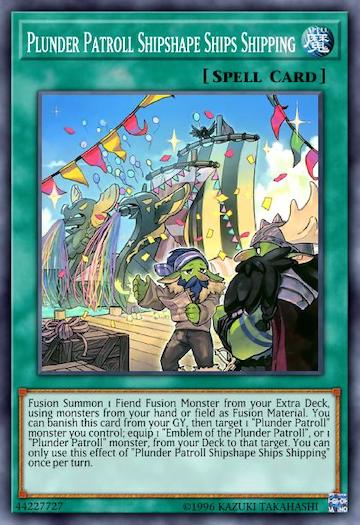 Plunder Patroll Shipshape Ships Shipping
魔
[ Spell Card ]
Fusion Summon 1 Fiend Fusion Monster from your Extra Deck,
using monsters from your hand or field as Fusion Material. You
can banish this card from your GY, then target 1 "Plunder Patroll"
monster you control; equip 1 "Emblem of the Plunder Patroll", or 1
"Plunder Patroll" monster, from your Deck to that target. You can
only use this effect of "Plunder Patroll Shipshape Ships Shipping"
once per turn.
44227727
©1996 KAZUKI TAKAHASHI